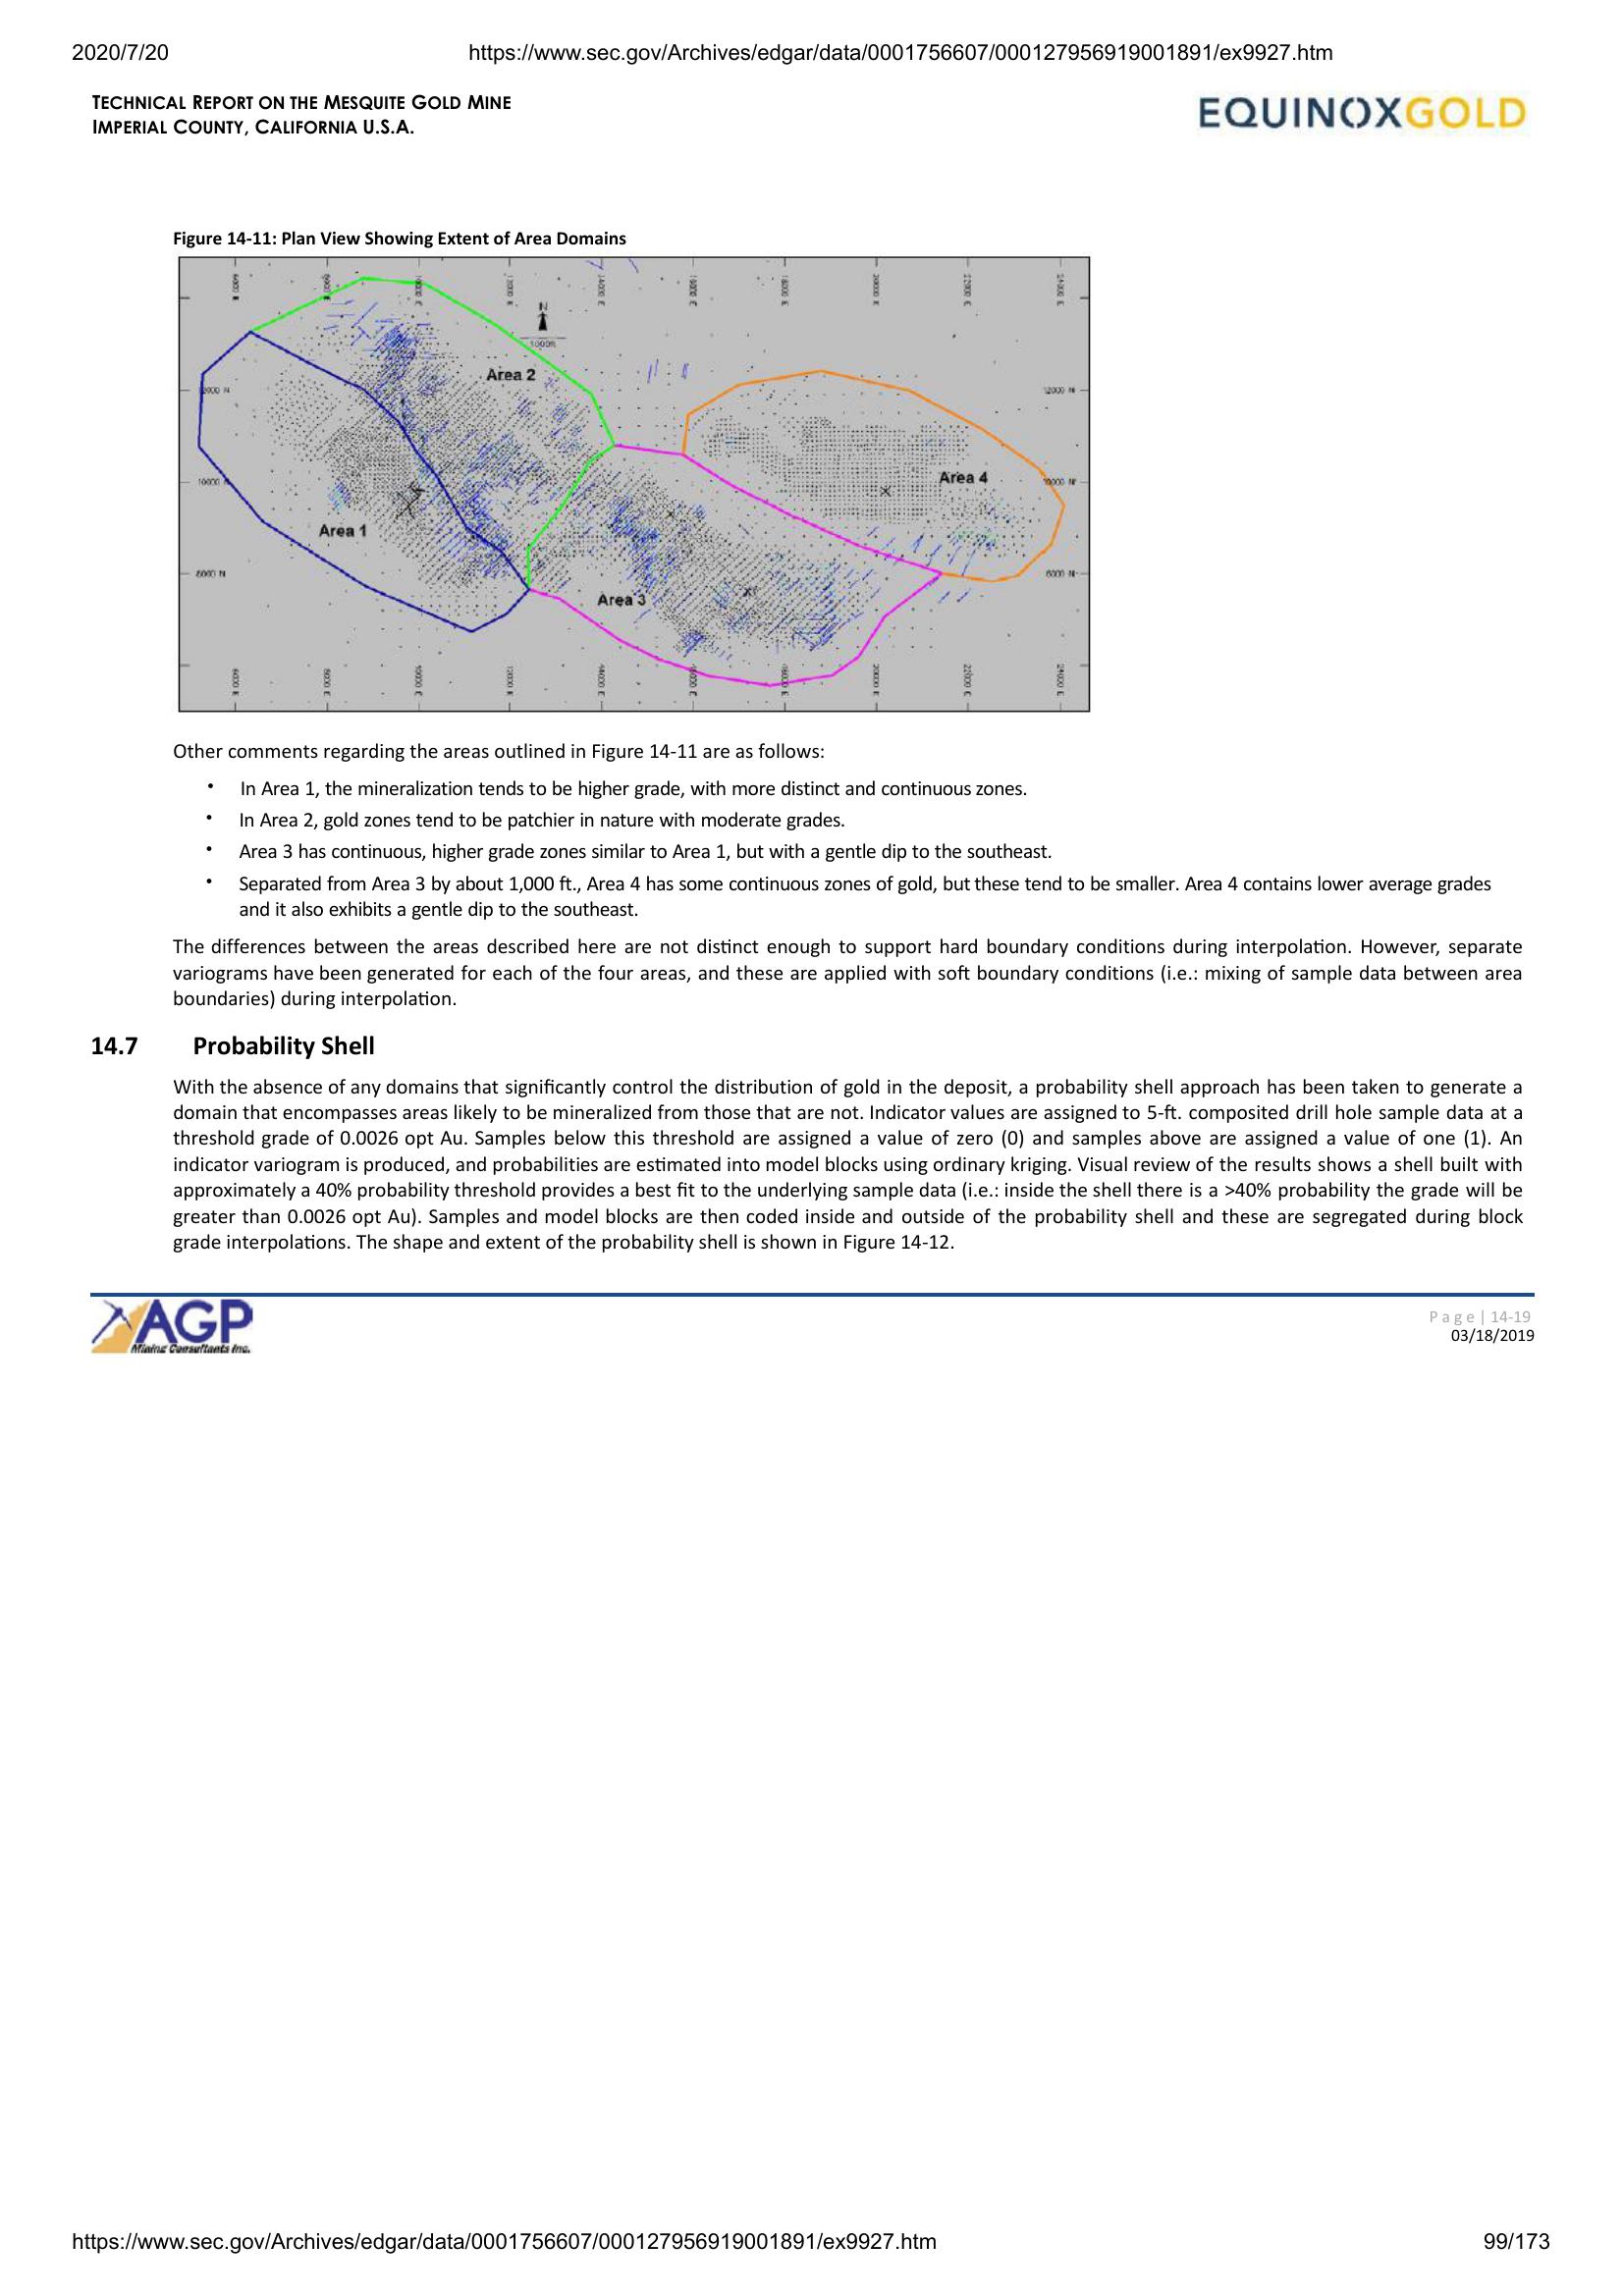 2020/7/20 https://www.sec.gov/Archives/edgar/data/0001756607/000127956919001891/ex9927.htm
TECHNICAL REPORT ON THE MESQUITE GOLD MINE
IMPERIAL COUNTY, CALIFORNIA U.S.A.
EQUINOXGOLD
Figure 14-11: Plan View Showing Extent of Area Domains
N
Area 2
12000 N
Area 4
10000 N
Area 1
8000 N
Area 3
Other comments regarding the areas outlined in Figure 14-11 are as follows:
• In Area 1, the mineralization tends to be higher grade, with more distinct and continuous zones.
• In Area 2, gold zones tend to be patchier in nature with moderate grades.
• Area 3 has continuous, higher grade zones similar to Area 1, but with a gentle dip to the southeast.
• Separated from Area 3 by about 1,000 ft., Area 4 has some continuous zones of gold, but these tend to be smaller. Area 4 contains lower average grades
and it also exhibits a gentle dip to the southeast.
The differences between the areas described here are not distinct enough to support hard boundary conditions during interpolation. However, separate
variograms have been generated for each of the four areas, and these are applied with soft boundary conditions (i.e.: mixing of sample data between area
boundaries) during interpolation.
14.7 Probability Shell
With the absence of any domains that significantly control the distribution of gold in the deposit, a probability shell approach has been taken to generate a
domain that encompasses areas likely to be mineralized from those that are not. Indicator values are assigned to 5-ft. composited drill hole sample data at a
threshold grade of 0.0026 opt Au. Samples below this threshold are assigned a value of zero (0) and samples above are assigned a value of one (1). An
indicator variogram is produced, and probabilities are estimated into model blocks using ordinary kriging. Visual review of the results shows a shell built with
approximately a 40% probability threshold provides a best fit to the underlying sample data (i.e.: inside the shell there is a >40% probability the grade will be
greater than 0.0026 opt Au). Samples and model blocks are then coded inside and outside of the probability shell and these are segregated during block
grade interpolations. The shape and extent of the probability shell is shown in Figure 14-12.
AGP
Mining Consultants Inc.
Page | 14-19
03/18/2019
https://www.sec.gov/Archives/edgar/data/0001756607/000127956919001891/ex9927.htm 99/173